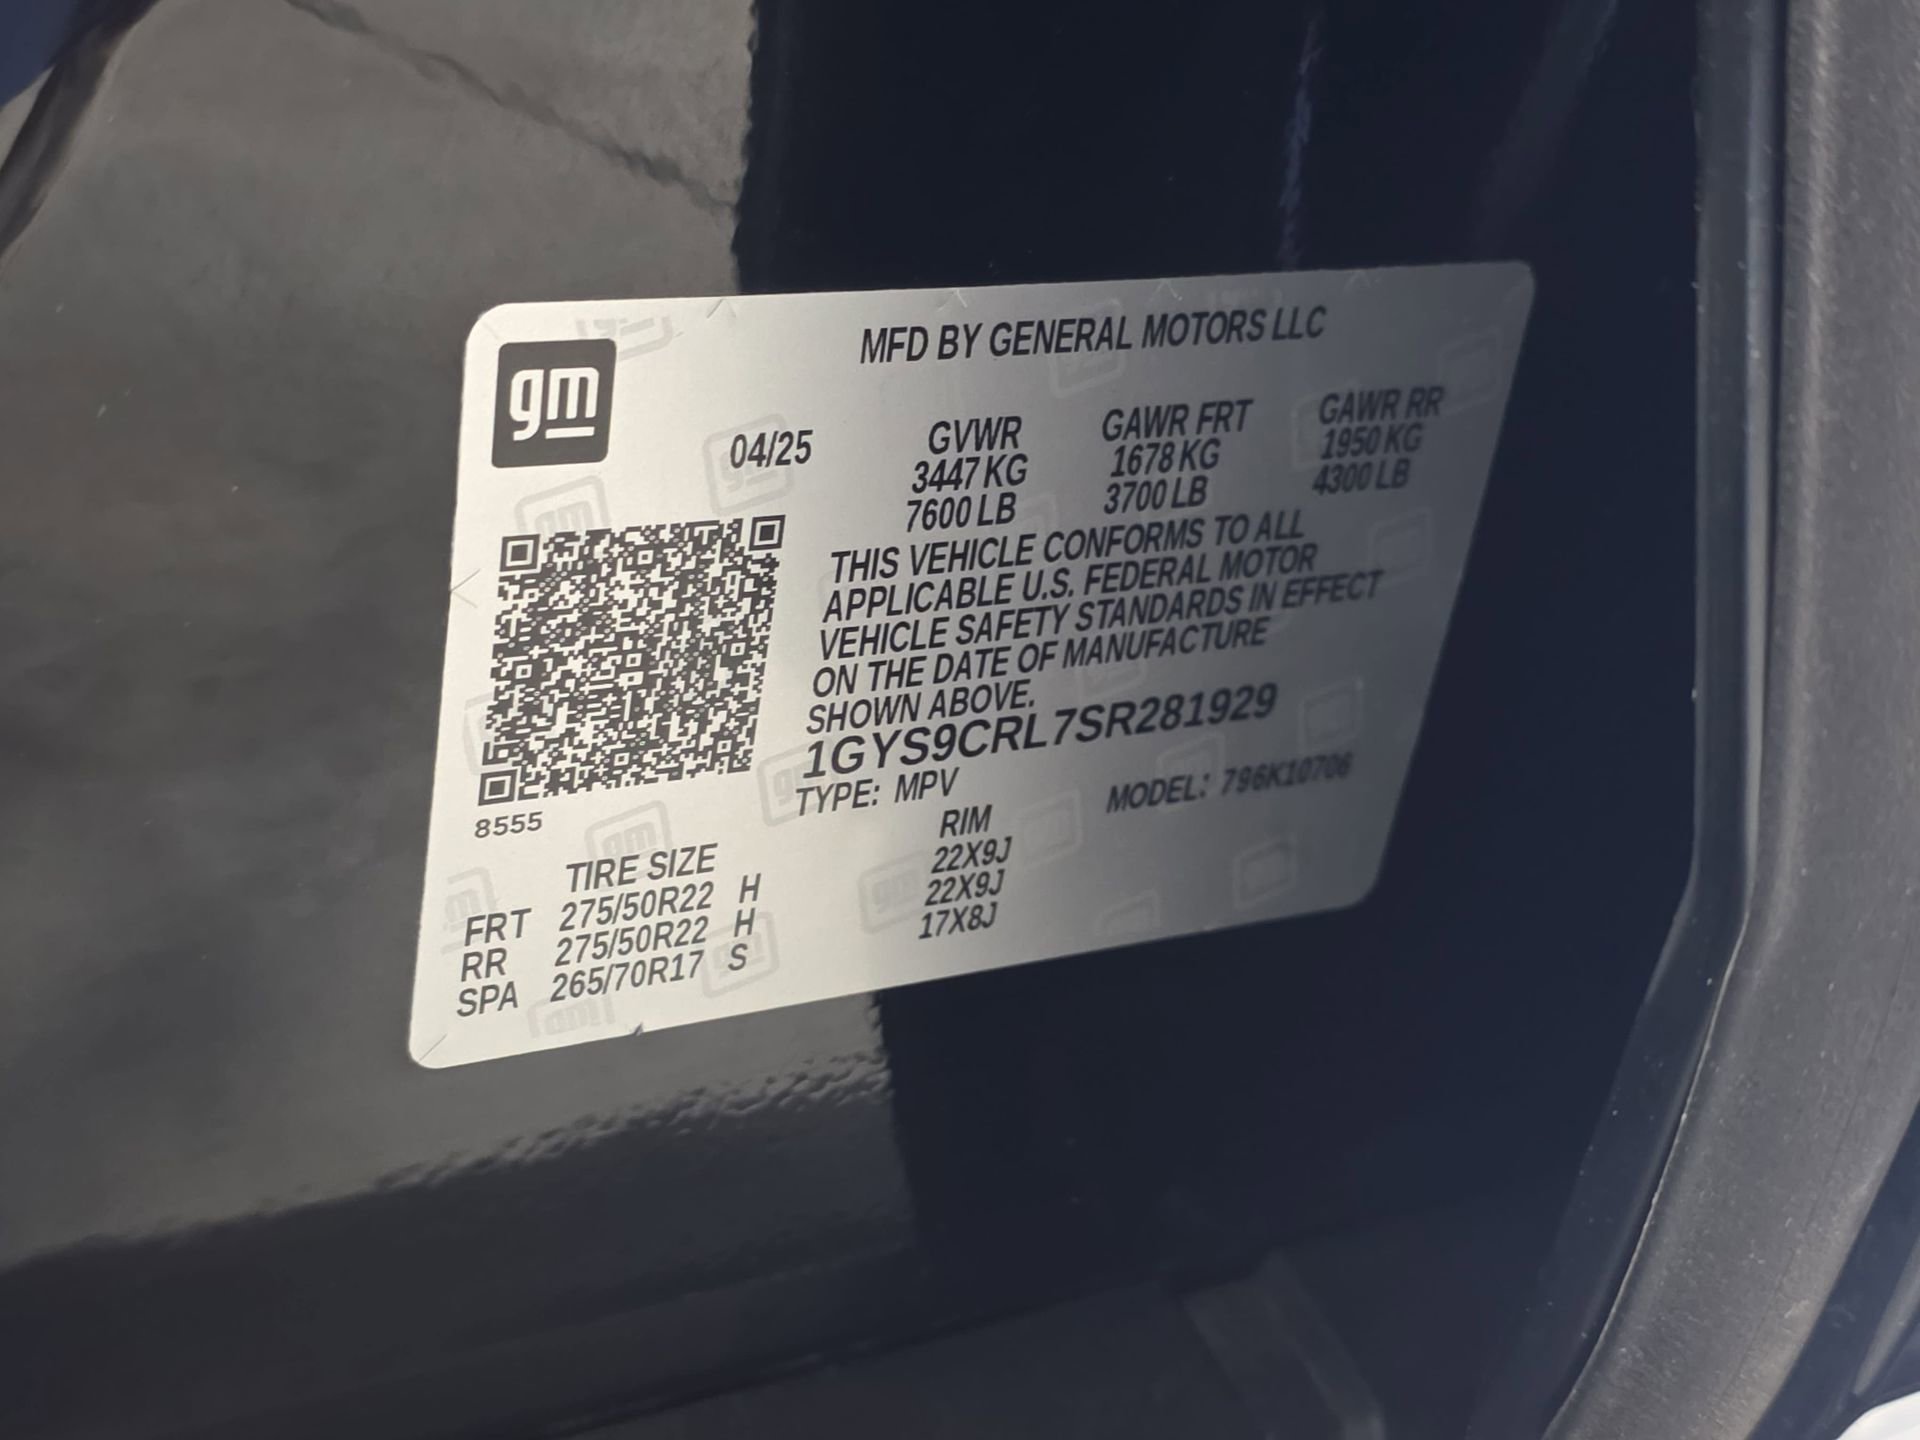 gm
MFD BY GENERAL MOTORS LLC
04/25 GVWR GAWR FRT GAWR RR
3447 KG 1678 KG 1950 KG
7600 LB 3700 LB 4300 LB
THIS VEHICLE CONFORMS TO ALL
APPLICABLE U.S. FEDERAL MOTOR
VEHICLE SAFETY STANDARDS IN EFFECT
ON THE DATE OF MANUFACTURE
SHOWN ABOVE.
1GYS9CRL7SR281929
TYPE: MPV MODEL: 796K10706
8555
TIRE SIZE RIM
FRT 275/50R22 H 22X9J
RR 275/50R22 H 22X9J
SPA 265/70R17 S 17X8J